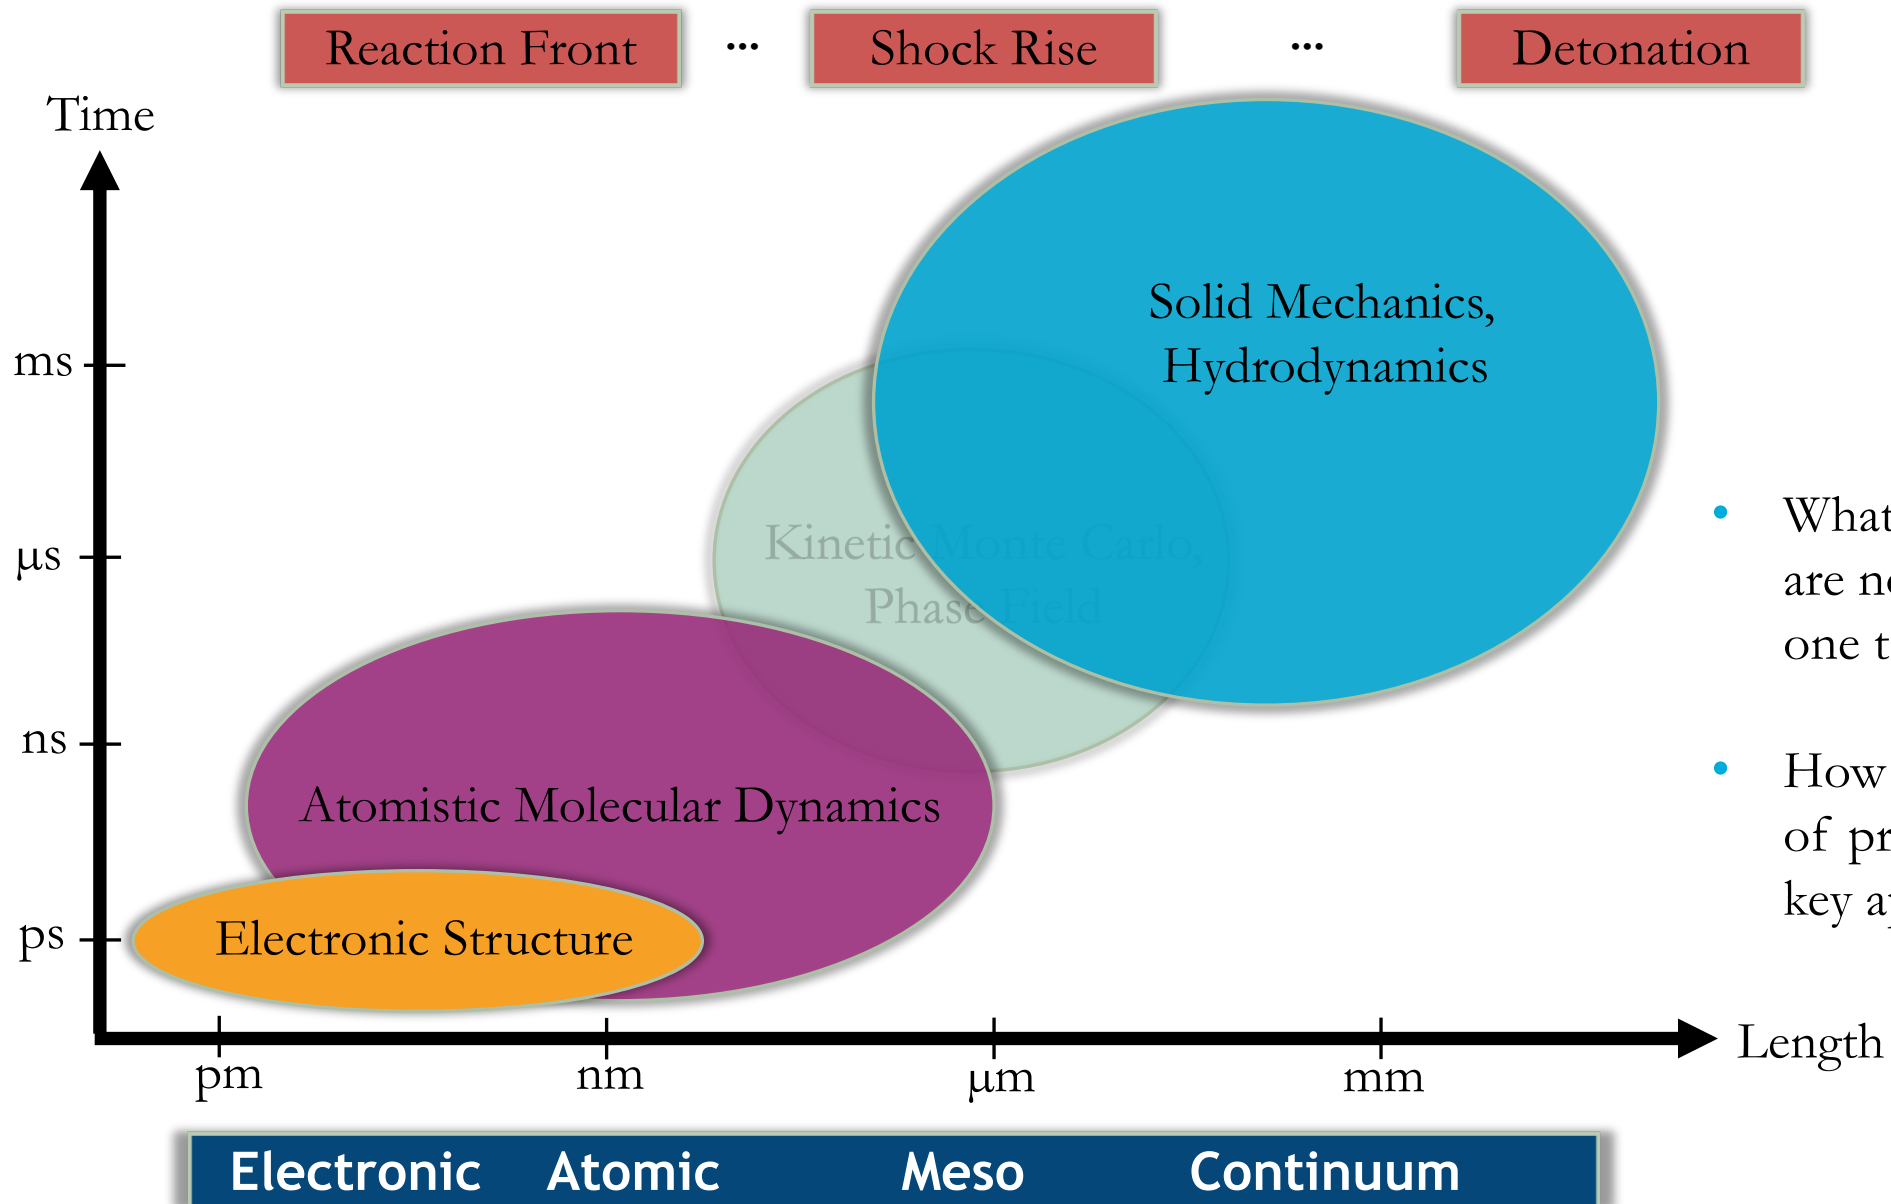 Reaction Front ... Shock Rise ... Detonation
Time
Solid Mechanics,
Hydrodynamics
ms
Kinetic Monte Carlo,
Phase Field
μs
ns
Atomistic Molecular Dynamics
Electronic Structure
ps
pm nm μm mm
Length
Electronic Atomic Meso Continuum
• What
are
one
• How
of
key